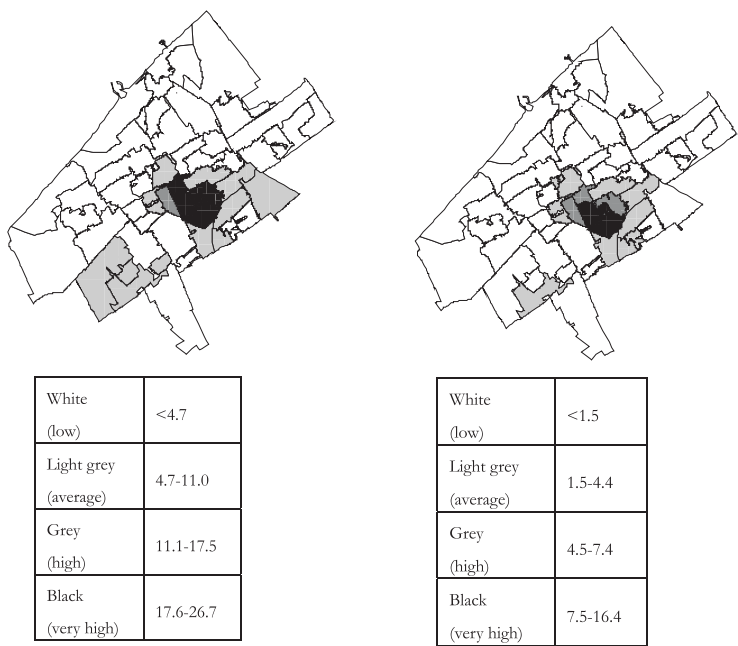 White
(low)
<4.7
Light grey
(average)
4.7-11.0
Grey
(high)
11.1-17.5
Black
(very high)
17.6-26.7
White
(low)
<1.5
Light grey
(average)
1.5-4.4
Grey
(high)
4.5-7.4
Black
(very high)
7.5-16.4